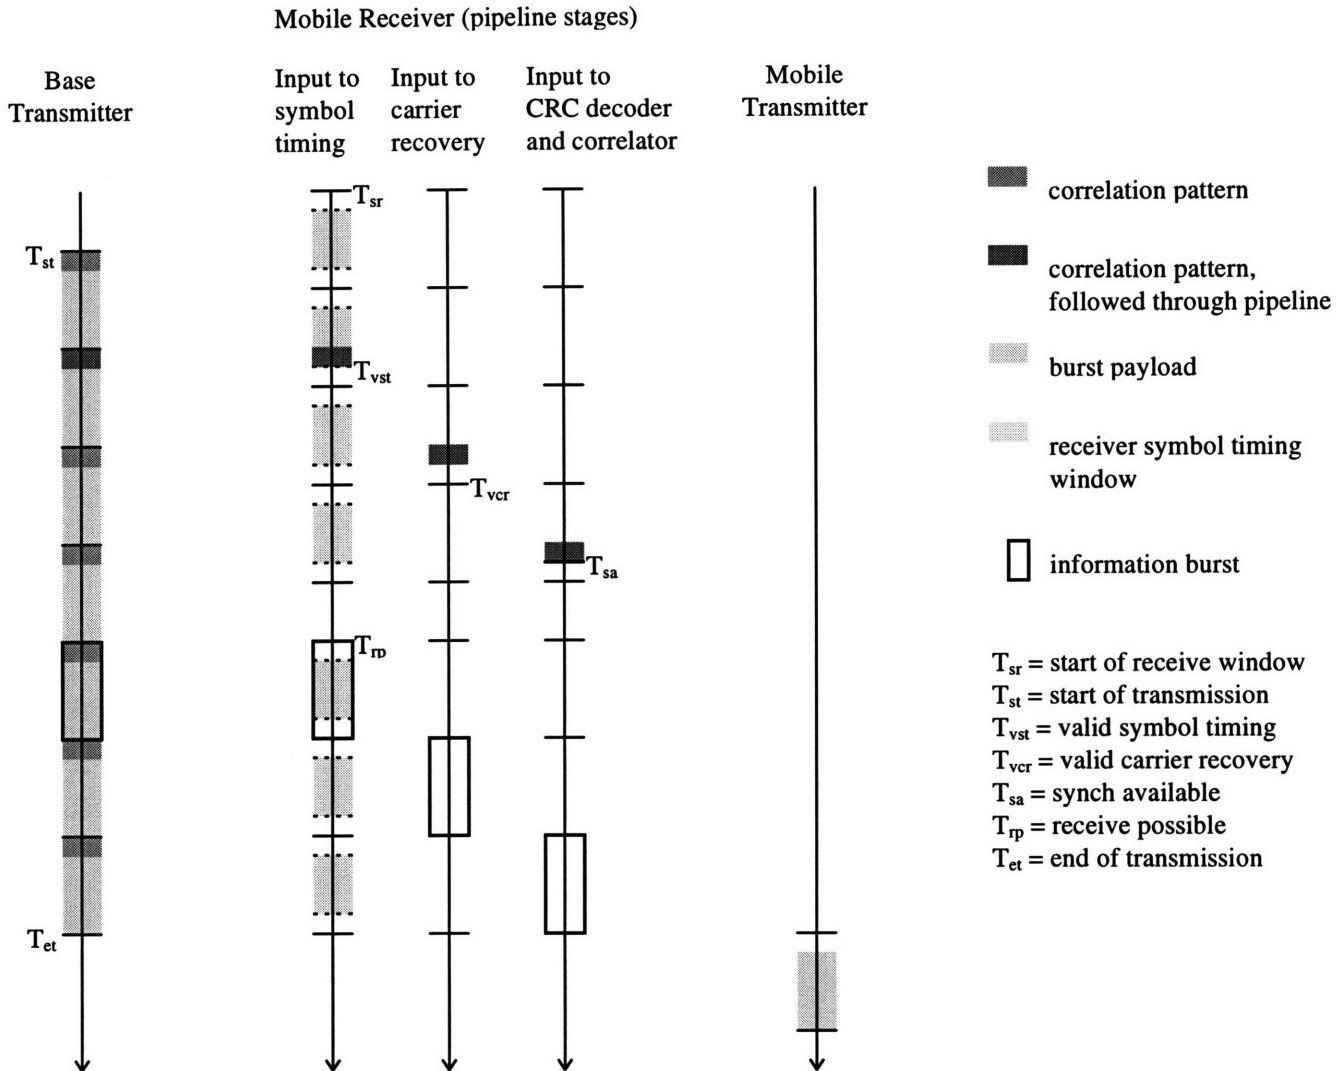 Mobile Receiver (pipeline stages)
Base
Transmitter
Input to
symbol
timing
Input to
carrier
recovery
Input to
CRC decoder
and correlator
Mobile
Transmitter
Tsr
Tst
Tvst
Tvcr
Tsa
Trp
Tet
correlation pattern
correlation pattern,
followed through pipeline
burst payload
receiver symbol timing
window
information burst
Tsr = start of receive window
Tst = start of transmission
Tvst = valid symbol timing
Tvcr = valid carrier recovery
Tsa = synch available
Trp = receive possible
Tet = end of transmission